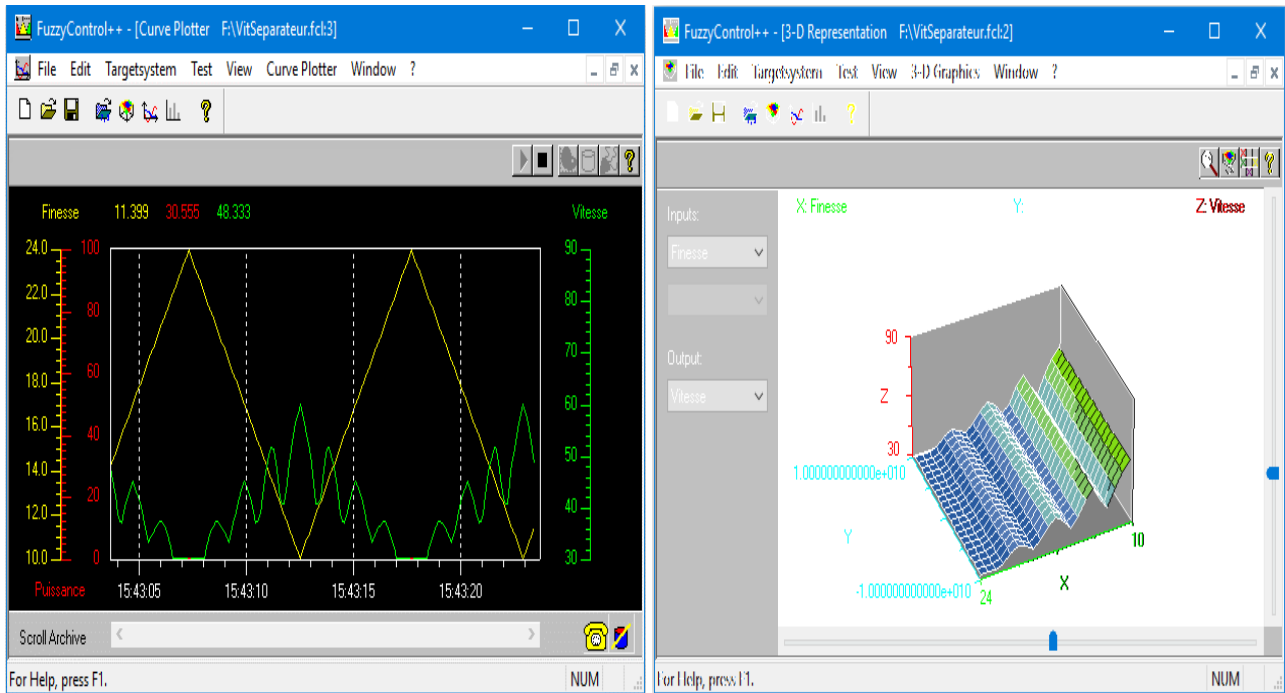 FuzzyControl++ - [Curve Plotter F:\VitSeparateur.fcl:3]
File Edit Targetsystem Test View Curve Plotter Window ?
Finesse 11.399 30.555 48.333 Vitesse
24.0 100 90
22.0 80 80
20.0 70
18.0 60 60
16.0 40
14.0 50
12.0 20 40
10.0 0 30
Puissance 15:43:05 15:43:10 15:43:15 15:43:20
Scroll Archive
For Help, press F1. NUM
FuzzyControl++ - [3-D Representation F:\VitSeparateur.fcl:2]
File Edit Targetsystem Test View 3-D Graphics Window ?
Inputs:
Finesse
Output:
Vitesse
X: Finesse Y: Z: Vitesse
90
Z
30
1.000000000000e+010
Y
-1.000000000000e+010
24
X
10
For Help, press F1. NUM